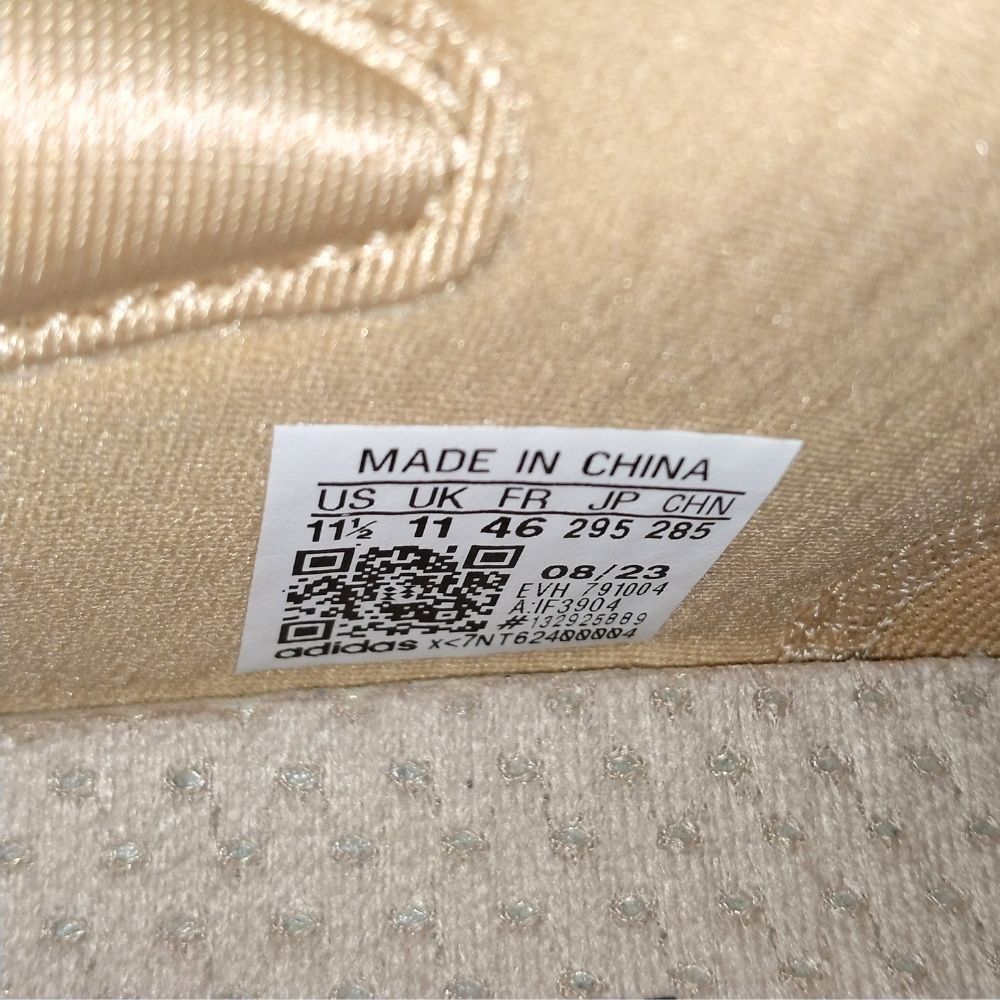 MADE IN CHINA
US UK FR JP CHN
11½ 11 46 295 285
08/23
EVH 791004
A:IF3904
#132925889
adidas x<7NT62400004